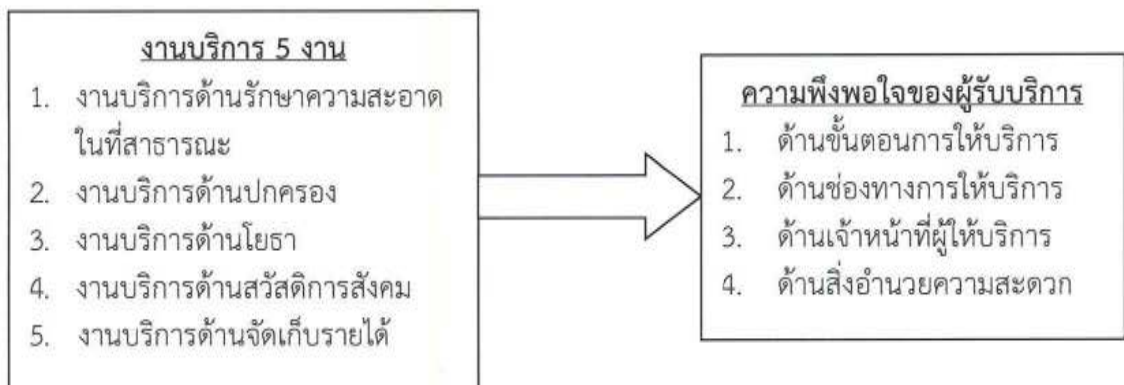 งานบริการ 5 งาน
1. งานบริการด้านรักษาความสะอาด
ในที่สาธารณะ
2. งานบริการด้านปกครอง
3. งานบริการด้านโยธา
4. งานบริการด้านสวัสดิการสังคม
5. งานบริการด้านจัดเก็บรายได้
ความพึงพอใจของผู้รับบริการ
1. ด้านขั้นตอนการให้บริการ
2. ด้านช่องทางการให้บริการ
3. ด้านเจ้าหน้าที่ผู้ให้บริการ
4. ด้านสิ่งอำนวยความสะดวก